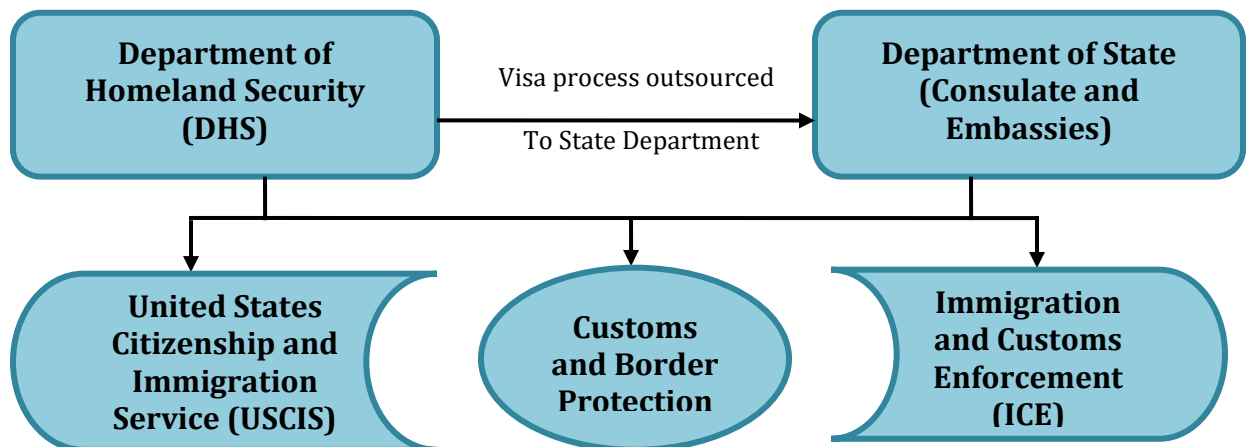 Department of
Homeland Security
(DHS)
Visa process outsourced
To State Department
Department of State
(Consulate and
Embassies)
United States
Citizenship and
Immigration
Service (USCIS)
Customs
and Border
Protection
Immigration
and Customs
Enforcement
(ICE)